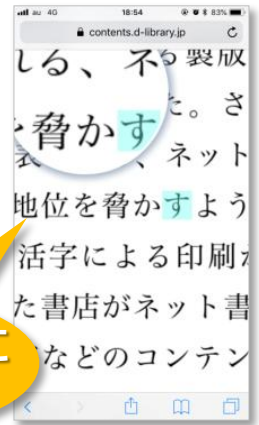 au 4G 18:54 83%
contents.d-library.jp
れる、ネ
る製版
た。さ
脅かす
、ネット
地位を脅かすよう
活字による印刷
た書店がネット書
などのコンテン